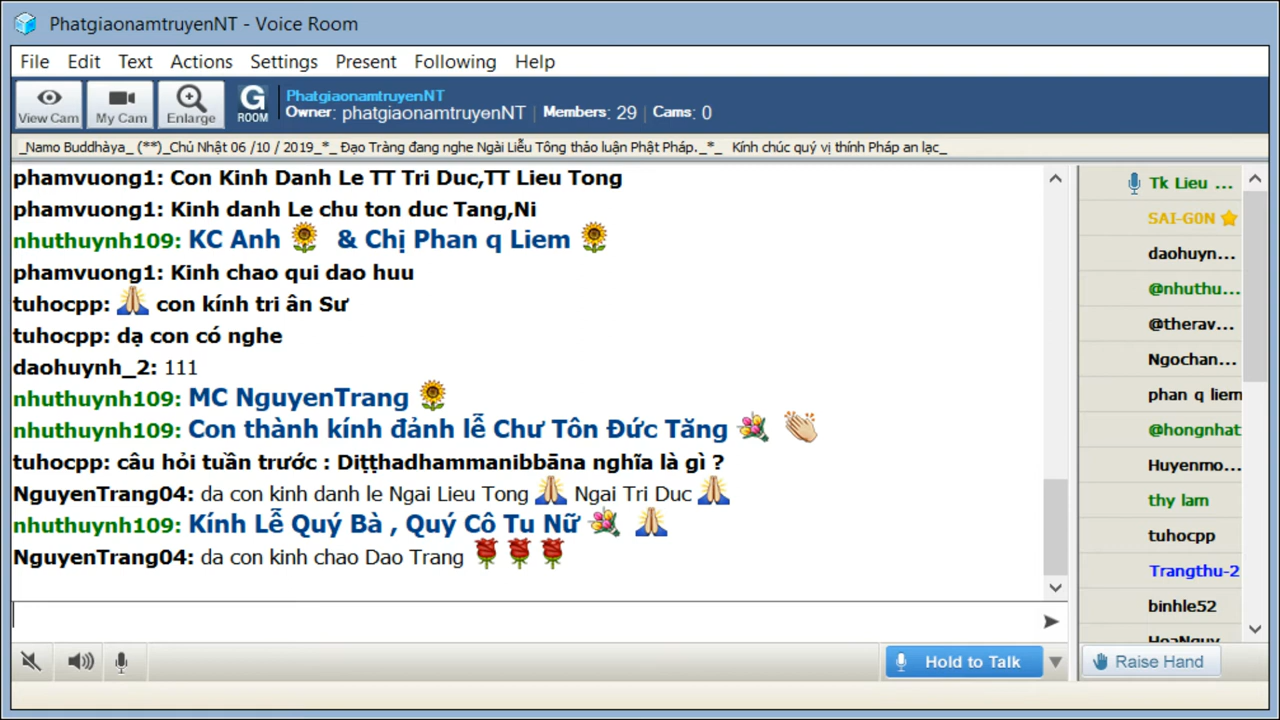 PhatgiaonamtruyenNT - Voice Room
File Edit Text Actions Settings Present Following Help
View Cam My Cam Enlarge G ROOM
PhatgiaonamtruyenNT
Owner: phatgiaonamtruyenNT | Members: 29 | Cams: 0
_Namo Buddhàya_ (**)_Chủ Nhật 06 /10 / 2019_*_ Đạo Tràng đang nghe Ngài Liễu Tông thảo luận Phật Pháp._*_ Kính chúc quý vị thính Pháp an lạc_
phamvuong1: Con Kinh Danh Le TT Tri Duc,TT Lieu Tong
phamvuong1: Kinh danh Le chu ton duc Tang,Ni
nhuthuynh109: KC Anh 🌻 & Chị Phan q Liem 🌻
phamvuong1: Kinh chao qui dao huu
tuhocpp: 🙏 con kính tri ân Sư
tuhocpp: dạ con có nghe
daohuynh_2: 111
nhuthuynh109: MC NguyenTrang 🌻
nhuthuynh109: Con thành kính đảnh lễ Chư Tôn Đức Tăng 💐 👏
tuhocpp: câu hỏi tuần trước : Diṭṭhadhammanibbāna nghĩa là gì ?
NguyenTrang04: da con kinh danh le Ngai Lieu Tong 🙏 Ngai Tri Duc 🙏
nhuthuynh109: Kính Lễ Quý Bà , Quý Cô Tu Nữ 💐 🙏
NguyenTrang04: da con kinh chao Dao Trang 🌹🌹🌹
Tk Lieu ...
SAI-G0N
daohuyn...
@nhuthu...
@therav...
Ngochan...
phan q liem
@hongnhat
Huyenmo...
thy lam
tuhocpp
Trangthu-2
binhle52
HoaNguy
Hold to Talk
Raise Hand